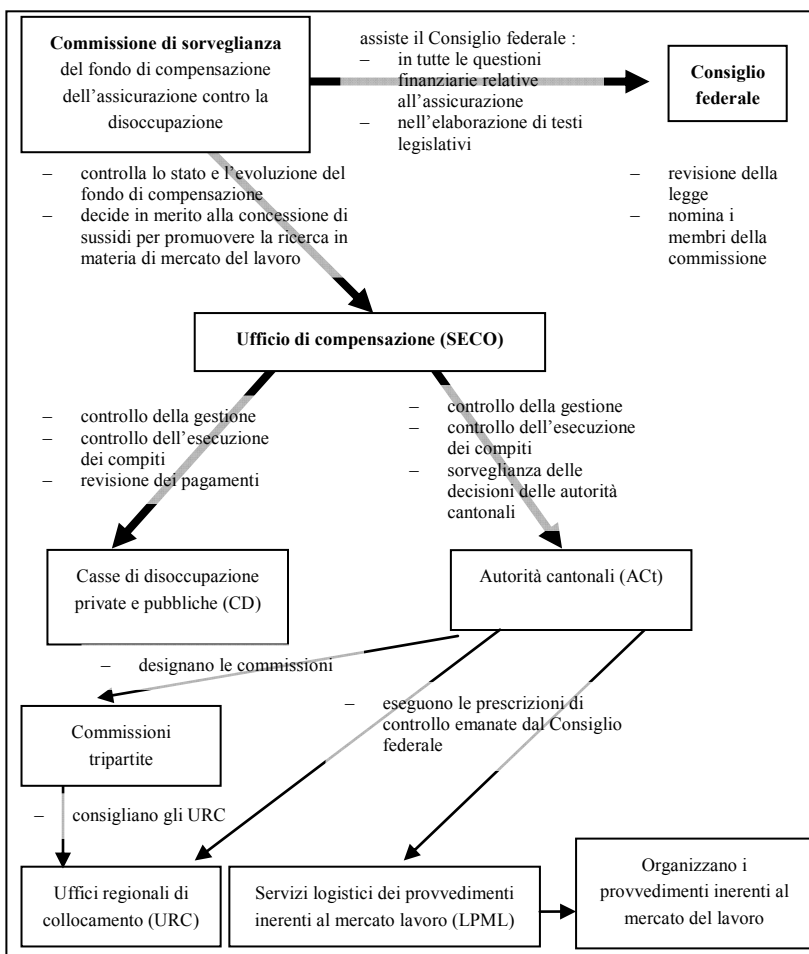 Commissione di sorveglianza
del fondo di compensazione
dell'assicurazione contro la
disoccupazione
assiste il Consiglio federale :
– in tutte le questioni
finanziarie relative
all'assicurazione
– nell'elaborazione di testi
legislativi
Consiglio
federale
– controlla lo stato e l'evoluzione del
fondo di compensazione
– decide in merito alla concessione di
sussidi per promuovere la ricerca in
materia di mercato del lavoro
– revisione della
legge
– nomina i
membri della
commissione
Ufficio di compensazione (SECO)
– controllo della gestione
– controllo dell'esecuzione
dei compiti
– revisione dei pagamenti
– controllo della gestione
– controllo dell'esecuzione
dei compiti
– sorveglianza delle
decisioni delle autorità
cantonali
Casse di disoccupazione
private e pubbliche (CD)
Autorità cantonali (ACt)
– designano le commissioni
– eseguono le prescrizioni di
controllo emanate dal Consiglio
federale
Commissioni
tripartite
– consigliano gli URC
Uffici regionali di
collocamento (URC)
Servizi logistici dei provvedimenti
inerenti al mercato lavoro (LPML)
Organizzano i
provvedimenti inerenti al
mercato del lavoro